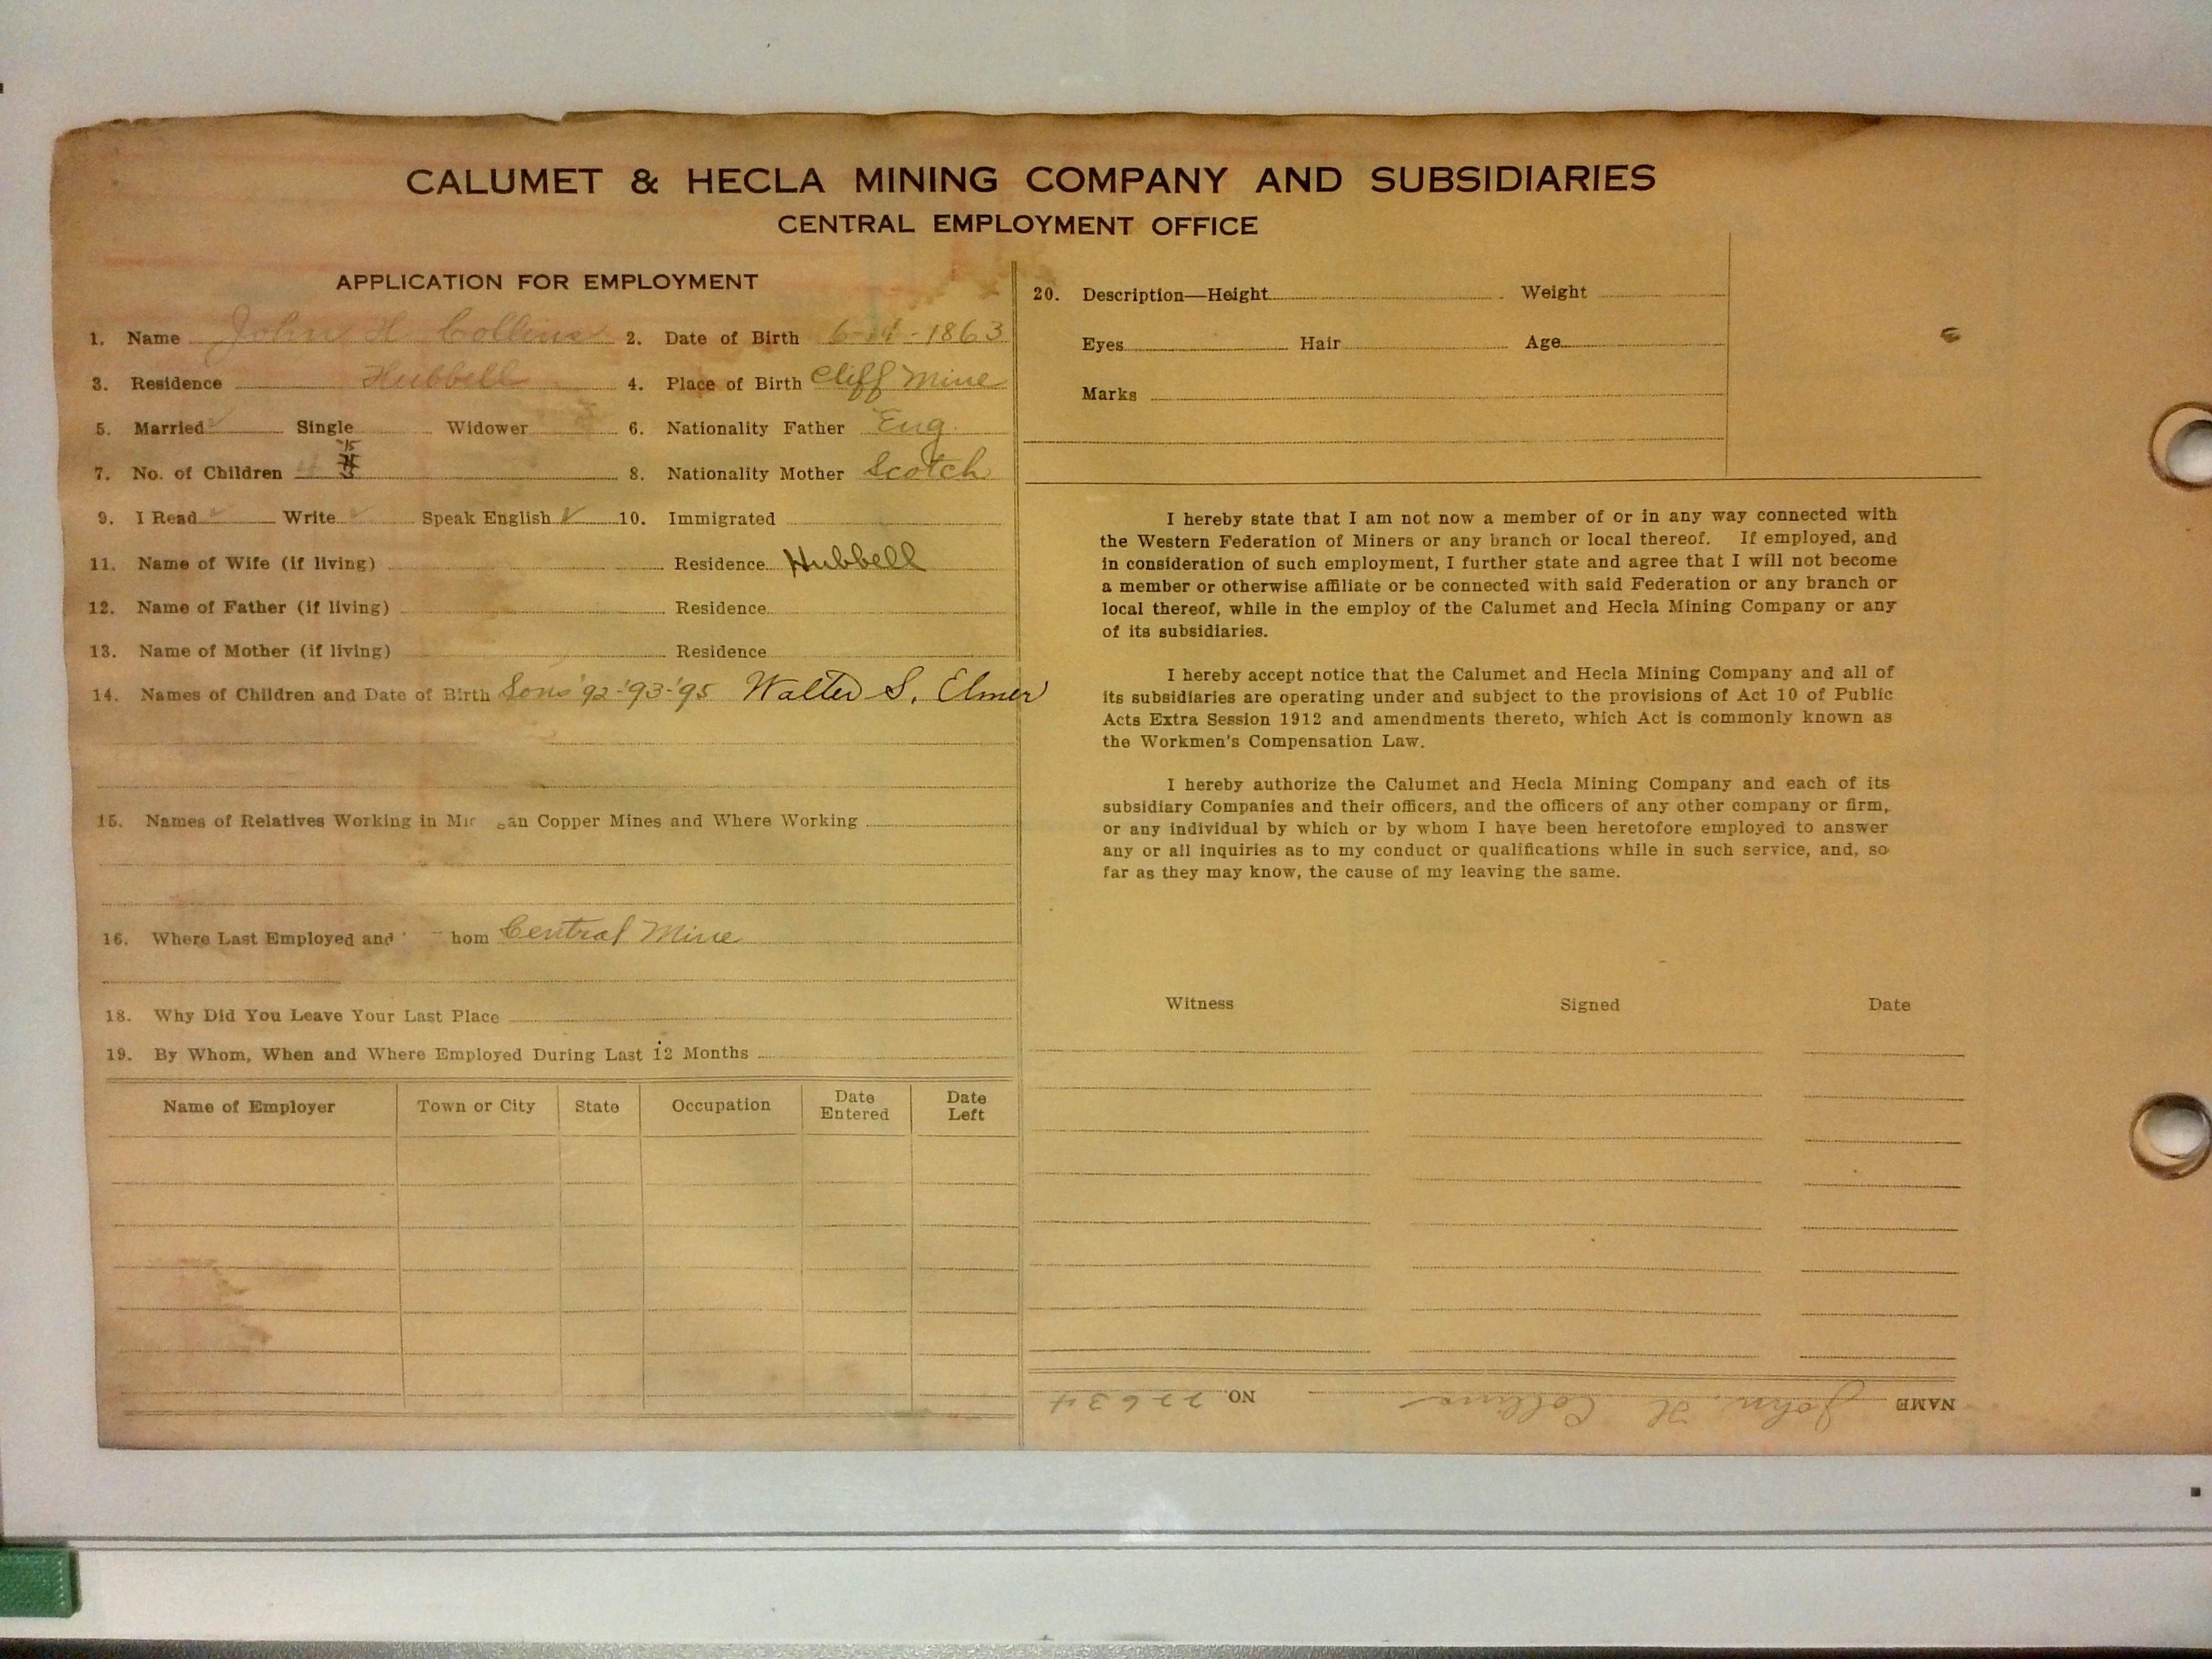 CALUMET & HECLA MINING COMPANY AND SUBSIDIARIES
CENTRAL EMPLOYMENT OFFICE
APPLICATION FOR EMPLOYMENT
1. Name John H Collins 2. Date of Birth 6-14-1863
3. Residence Hubbell 4. Place of Birth Cliff Mine
5. Married ✓ Single Widower 6. Nationality Father Eng.
7. No. of Children 4 8. Nationality Mother Scotch
9. I Read ✓ Write ✓ Speak English ✓ 10. Immigrated
11. Name of Wife (if living) Residence Hubbell
12. Name of Father (if living) Residence
13. Name of Mother (if living) Residence
14. Names of Children and Date of Birth Sons '92-'93-'95 Walter S. Elmer
15. Names of Relatives Working in Mic an Copper Mines and Where Working
16. Where Last Employed and hom Central Mine
18. Why Did You Leave Your Last Place
19. By Whom, When and Where Employed During Last 12 Months
Name of Employer Town or City State Occupation Date Entered Date Left
20. Description—Height Weight
Eyes Hair Age
Marks
I hereby state that I am not now a member of or in any way connected with
the Western Federation of Miners or any branch or local thereof. If employed, and
in consideration of such employment, I further state and agree that I will not become
a member or otherwise affiliate or be connected with said Federation or any branch or
local thereof, while in the employ of the Calumet and Hecla Mining Company or any
of its subsidiaries.
I hereby accept notice that the Calumet and Hecla Mining Company and all of
its subsidiaries are operating under and subject to the provisions of Act 10 of Public
Acts Extra Session 1912 and amendments thereto, which Act is commonly known as
the Workmen's Compensation Law.
I hereby authorize the Calumet and Hecla Mining Company and each of its
subsidiary Companies and their officers, and the officers of any other company or firm,
or any individual by which or by whom I have been heretofore employed to answer
any or all inquiries as to my conduct or qualifications while in such service, and, so
far as they may know, the cause of my leaving the same.
Witness Signed Date
NAME John H Collins NO 22634